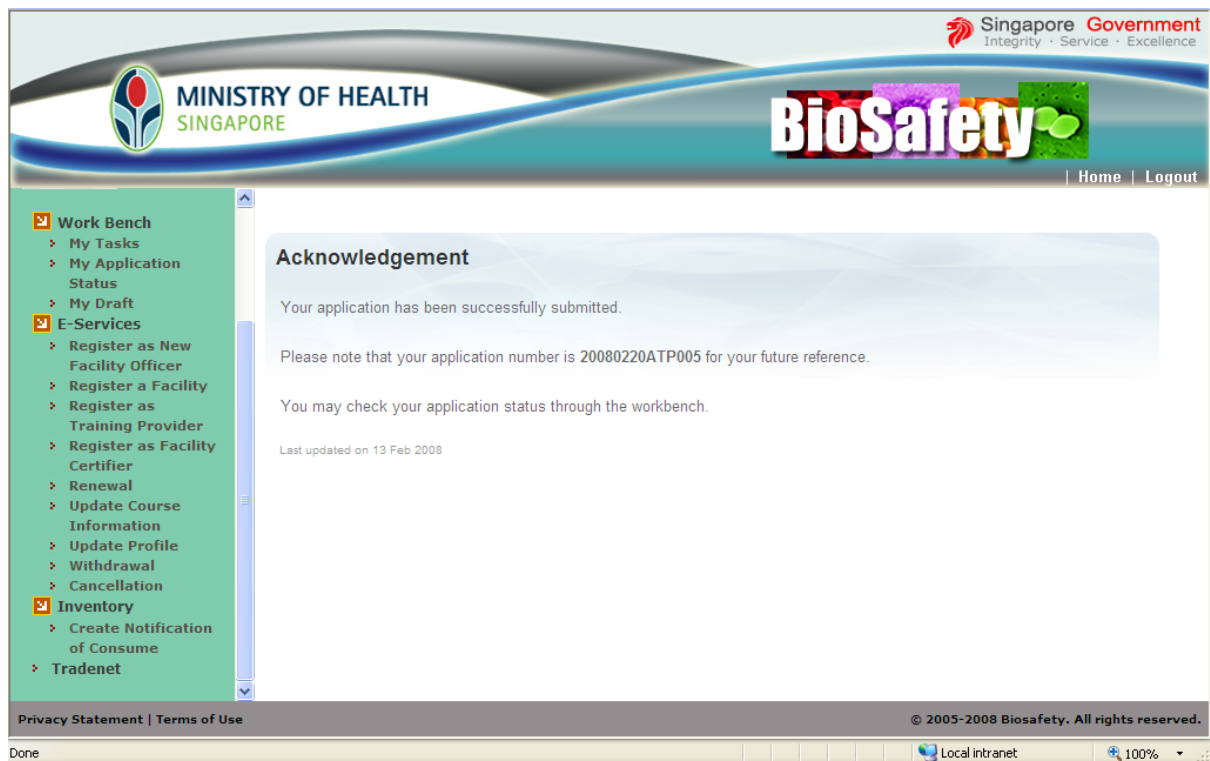 Singapore Government
Integrity · Service · Excellence
MINISTRY OF HEALTH
SINGAPORE
BioSafety
| Home | Logout
Work Bench
My Tasks
My Application
Status
My Draft
E-Services
Register as New
Facility Officer
Register a Facility
Register as
Training Provider
Register as Facility
Certifier
Renewal
Update Course
Information
Update Profile
Withdrawal
Cancellation
Inventory
Create Notification
of Consume
Tradenet
Acknowledgement
Your application has been successfully submitted.
Please note that your application number is 20080220ATP005 for your future reference.
You may check your application status through the workbench.
Last updated on 13 Feb 2008
Privacy Statement | Terms of Use
© 2005-2008 Biosafety. All rights reserved.
Done
Local intranet
100%